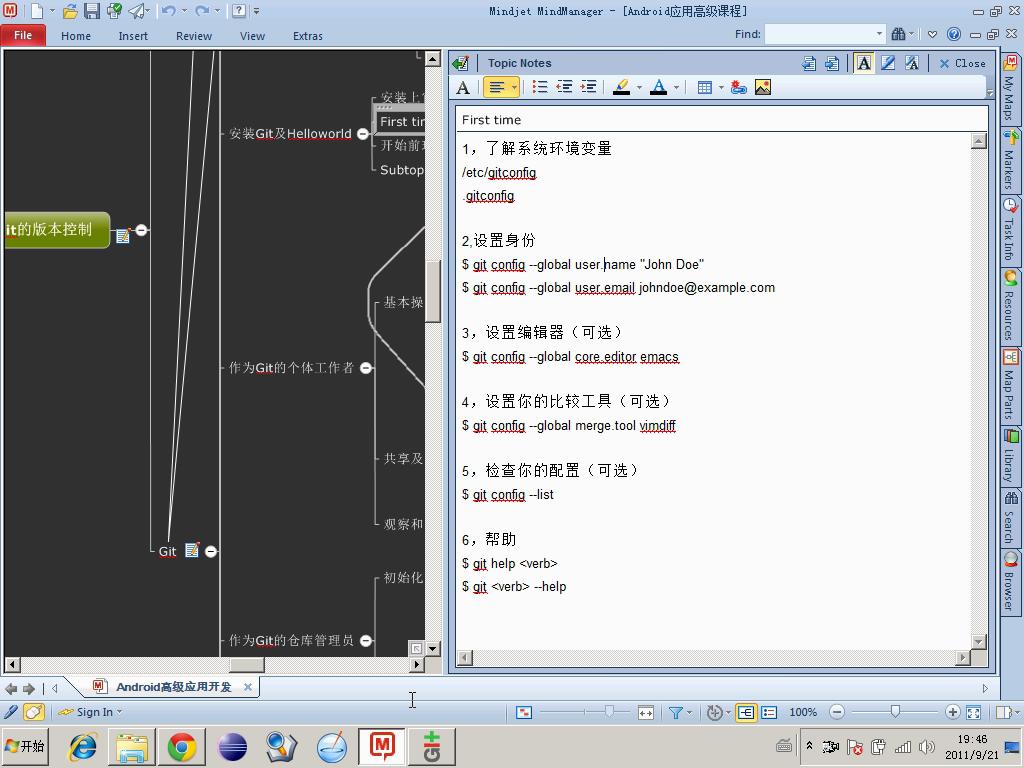 Mindjet MindManager - [Android应用高级课程]
File
Home
Insert
Review
View
Extras
Find:
Topic Notes
Close
First time
1，了解系统环境变量
/etc/gitconfig
.gitconfig
2,设置身份
$ git config --global user.name "John Doe"
$ git config --global user.email johndoe@example.com
3，设置编辑器（可选）
$ git config --global core.editor emacs
4，设置你的比较工具（可选）
$ git config --global merge.tool vimdiff
5，检查你的配置（可选）
$ git config --list
6，帮助
$ git help <verb>
$ git <verb> --help
安装上
First tir
安装Git及Helloworld
开始前
Subtop
it的版本控制
基本操
作为Git的个体工作者
共享及
观察和
Git
初始化
作为Git的仓库管理员
My Maps
Markers
Task Info
Resources
Map Parts
Library
Search
Browser
Android高级应用开发
Sign In
100%
开始
git
19:46
2011/9/21